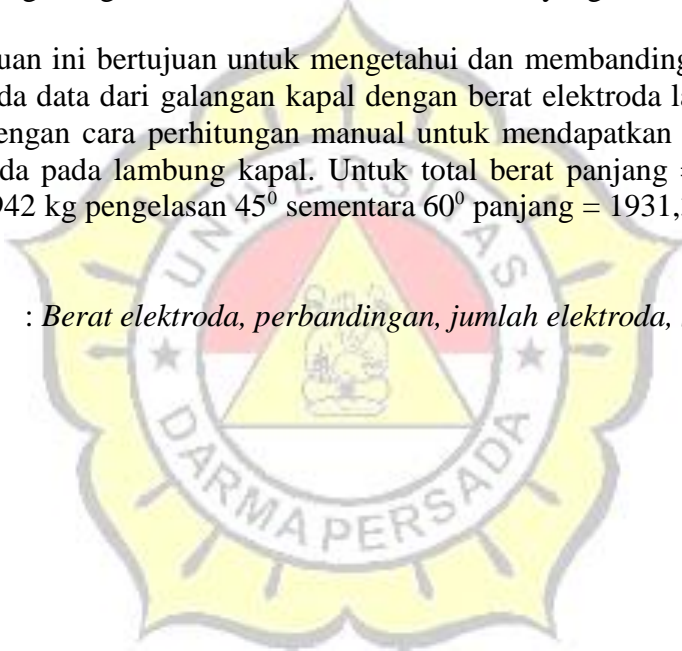 uan ini bertujuan untuk mengetahui dan membanding
da data dari galangan kapal dengan berat elektroda la
engan cara perhitungan manual untuk mendapatkan
da pada lambung kapal. Untuk total berat panjang =
942 kg pengelasan 45⁰ sementara 60⁰ panjang = 1931,
: Berat elektroda, perbandingan, jumlah elektroda,
UNIVERSITAS
DARMA PERSADA